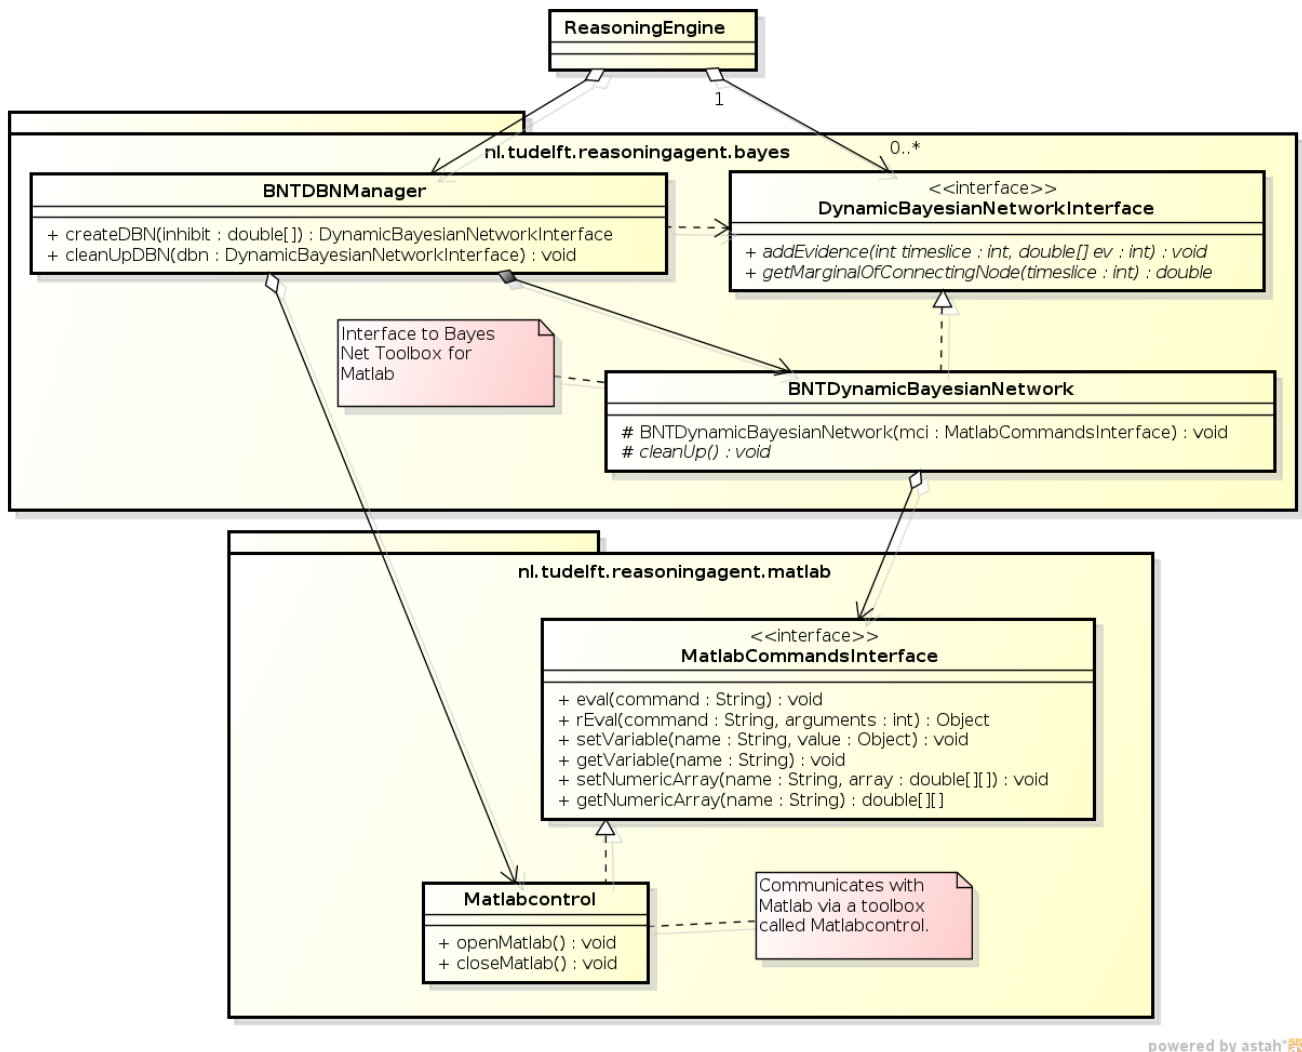 ReasoningEngine
1
0..*
nl.tudelft.reasoningagent.bayes
BNTDBNManager
+ createDBN(inhibit : double[]) : DynamicBayesianNetworkInterface
+ cleanUpDBN(dbn : DynamicBayesianNetworkInterface) : void
<<interface>>
DynamicBayesianNetworkInterface
+ addEvidence(int timeslice : int, double[] ev : int) : void
+ getMarginalOfConnectingNode(timeslice : int) : double
Interface to Bayes
Net Toolbox for
Matlab
BNTDynamicBayesianNetwork
# BNTDynamicBayesianNetwork(mci : MatlabCommandsInterface) : void
# cleanUp() : void
nl.tudelft.reasoningagent.matlab
<<interface>>
MatlabCommandsInterface
+ eval(command : String) : void
+ rEval(command : String, arguments : int) : Object
+ setVariable(name : String, value : Object) : void
+ getVariable(name : String) : void
+ setNumericArray(name : String, array : double[][]) : void
+ getNumericArray(name : String) : double[][]
Matlabcontrol
+ openMatlab() : void
+ closeMatlab() : void
Communicates with
Matlab via a toolbox
called Matlabcontrol.
powered by astah*